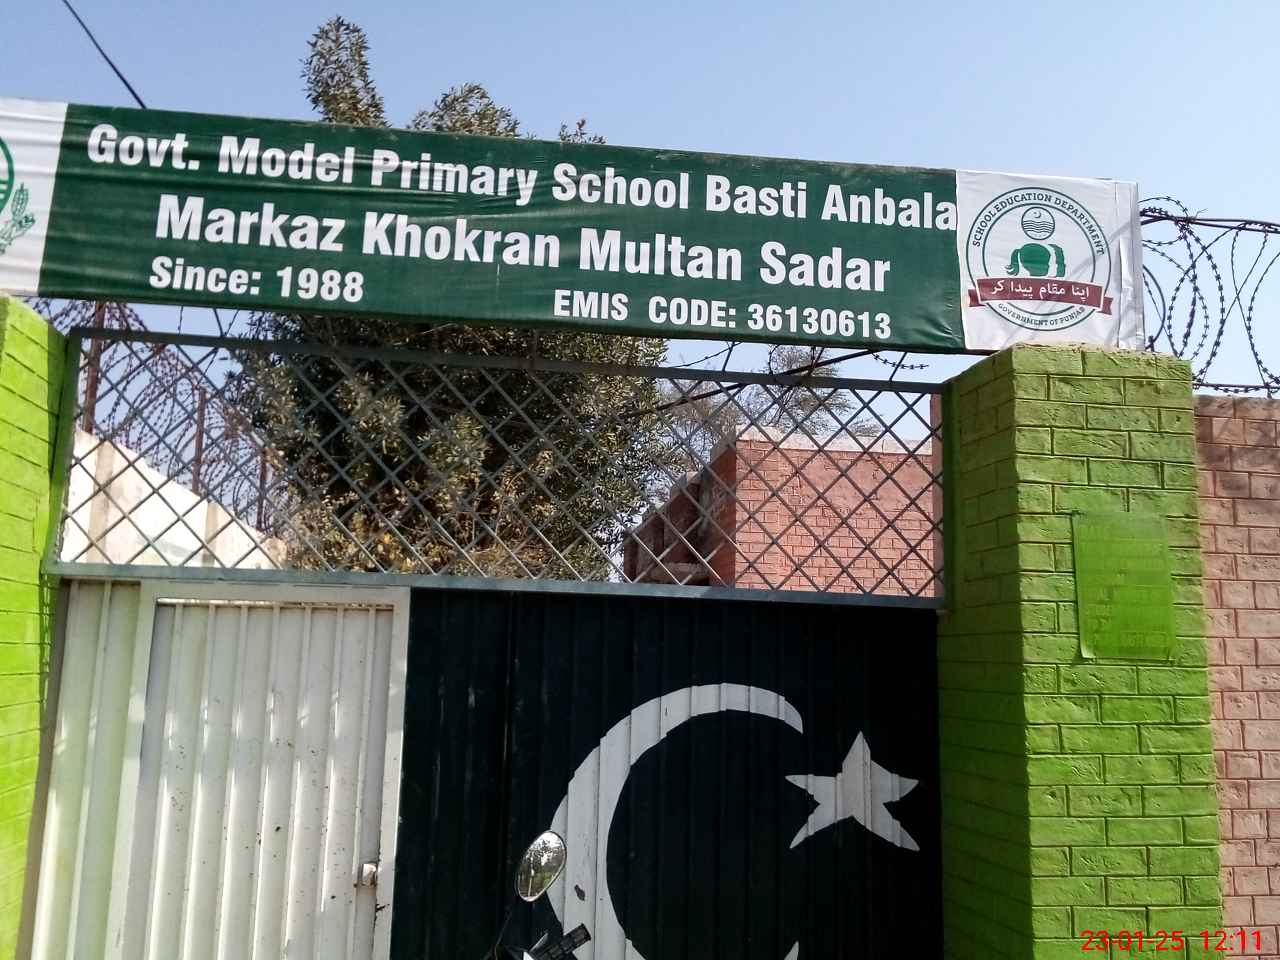 Govt. Model Primary School Basti Anbala
Markaz Khokran Multan Sadar
Since: 1988
EMIS CODE: 36130613
SCHOOL EDUCATION DEPARTMENT
اپنا مقام پیدا کر
GOVERNMENT OF PUNJAB
23-01-25 12:11